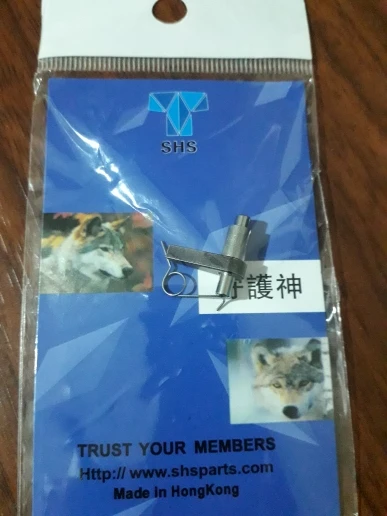 SHS
護神
TRUST YOUR MEMBERS
Http:// www.shsparts.com
Made in HongKong